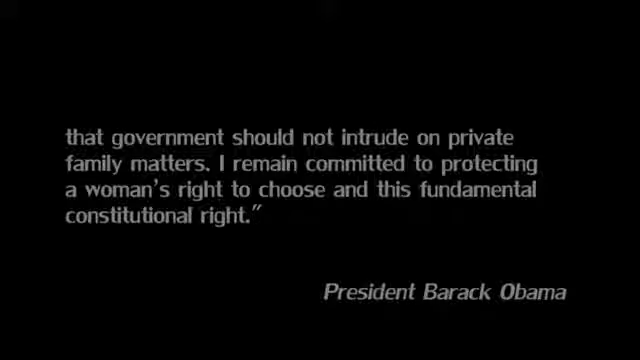 that government should not intrude on private
family matters. I remain committed to protecting
a woman's right to choose and this fundamental
constitutional right."
President Barack Obama